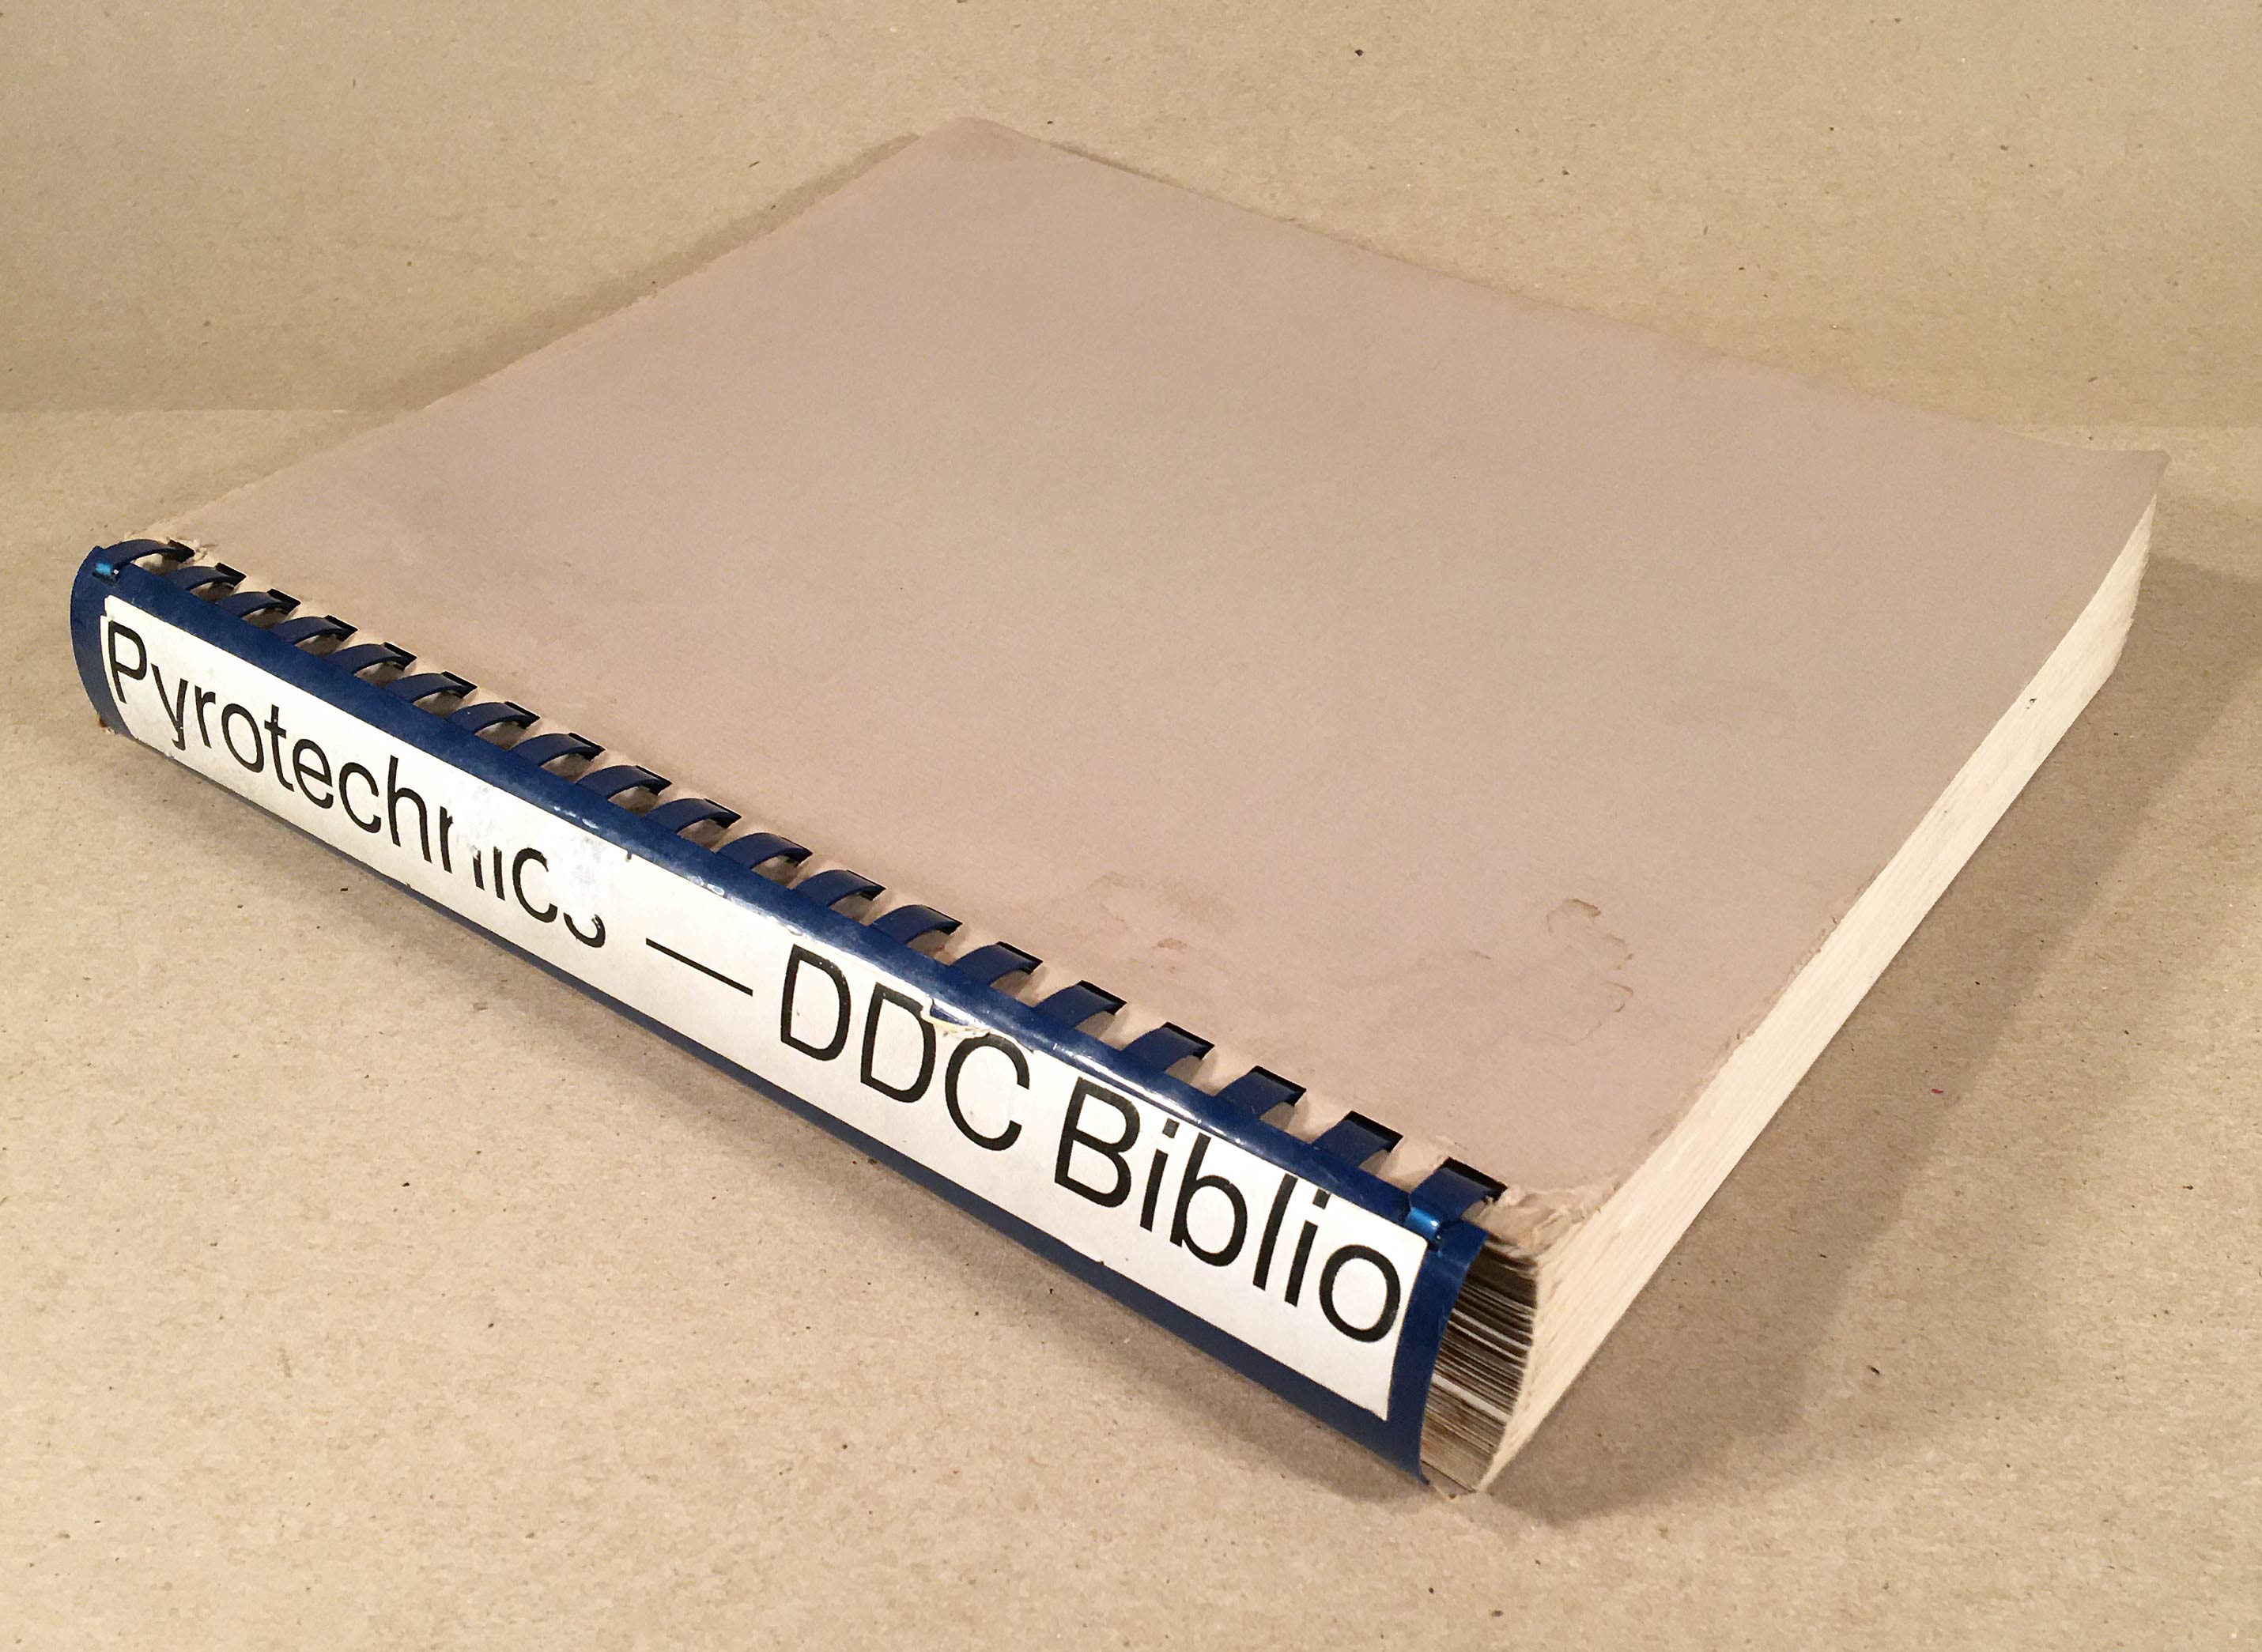 Pyrotechnics — DDC Biblio